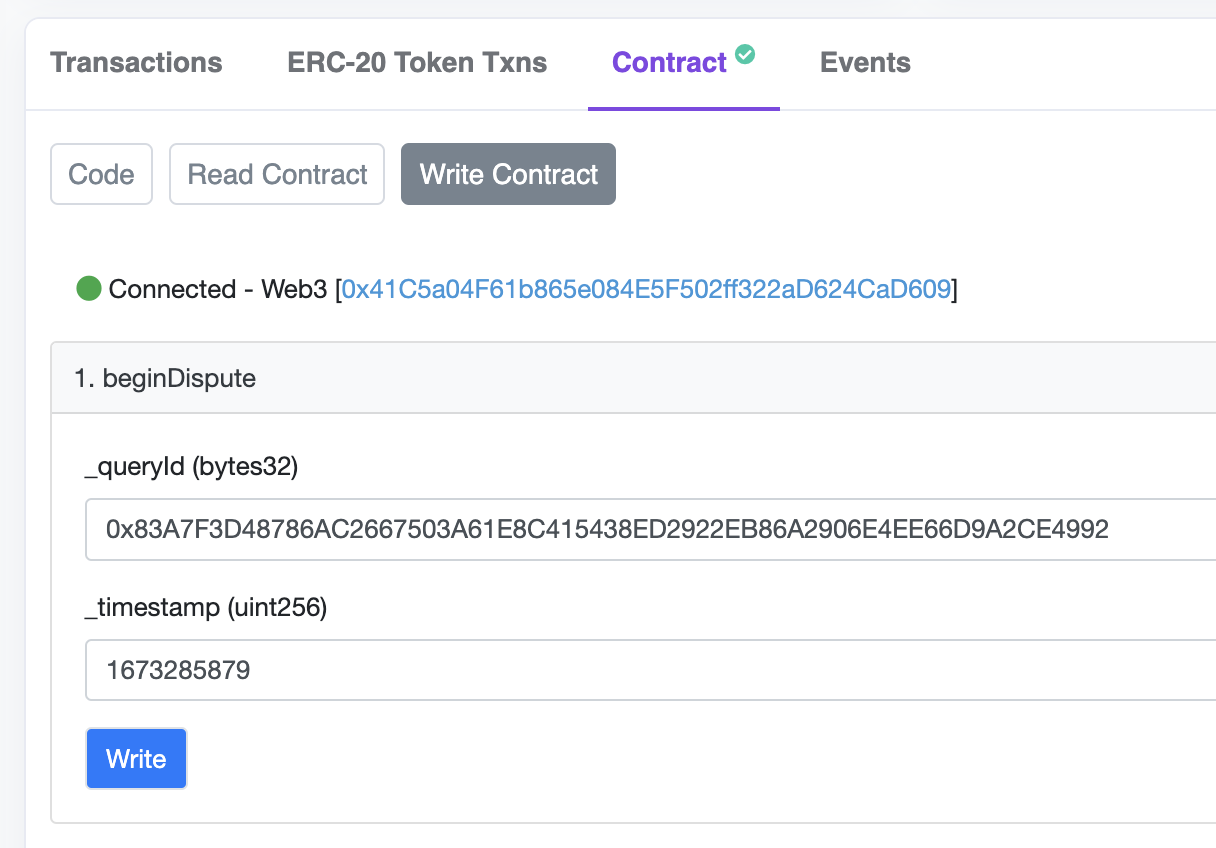 Transactions ERC-20 Token Txns Contract Events
Code Read Contract Write Contract
Connected - Web3 [0x41C5a04F61b865e084E5F502ff322aD624CaD609]
1. beginDispute
_queryId (bytes32)
0x83A7F3D48786AC2667503A61E8C415438ED2922EB86A2906E4EE66D9A2CE4992
_timestamp (uint256)
1673285879
Write